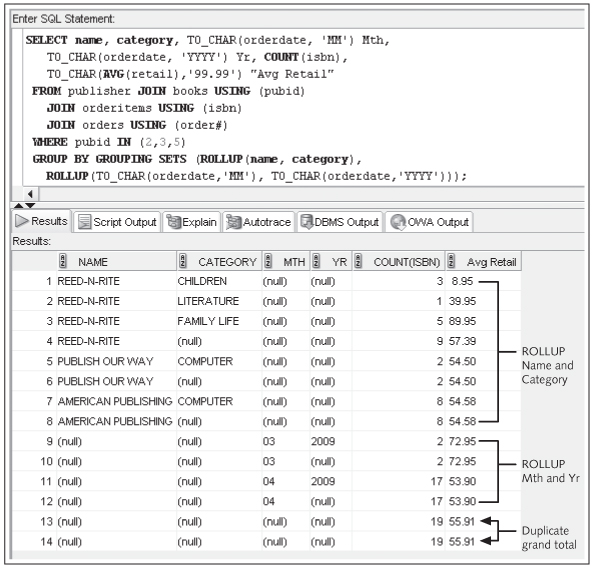 Enter SQL Statement:
SELECT name, category, TO_CHAR(orderdate, 'MM') Mth,
TO_CHAR(orderdate, 'YYYY') Yr, COUNT(isbn),
TO_CHAR(AVG(retail),'99.99') "Avg Retail"
FROM publisher JOIN books USING (pubid)
JOIN orderitems USING (isbn)
JOIN orders USING (order#)
WHERE pubid IN (2,3,5)
GROUP BY GROUPING SETS (ROLLUP(name, category),
ROLLUP(TO_CHAR(orderdate,'MM'), TO_CHAR(orderdate,'YYYY')));
Results Script Output Explain Autotrace DBMS Output OWA Output
Results:
NAME CATEGORY MTH YR COUNT(ISBN) Avg Retail
1 REED-N-RITE CHILDREN (null) (null) 3 8.95
2 REED-N-RITE LITERATURE (null) (null) 1 39.95
3 REED-N-RITE FAMILY LIFE (null) (null) 5 89.95
4 REED-N-RITE (null) (null) (null) 9 57.39
5 PUBLISH OUR WAY COMPUTER (null) (null) 2 54.50
6 PUBLISH OUR WAY (null) (null) (null) 2 54.50
7 AMERICAN PUBLISHING COMPUTER (null) (null) 8 54.58
8 AMERICAN PUBLISHING (null) (null) (null) 8 54.58
ROLLUP
Name and
Category
9 (null) (null) 03 2009 2 72.95
10 (null) (null) 03 (null) 2 72.95
11 (null) (null) 04 2009 17 53.90
12 (null) (null) 04 (null) 17 53.90
ROLLUP
Mth and Yr
13 (null) (null) (null) (null) 19 55.91
14 (null) (null) (null) (null) 19 55.91
Duplicate
grand total